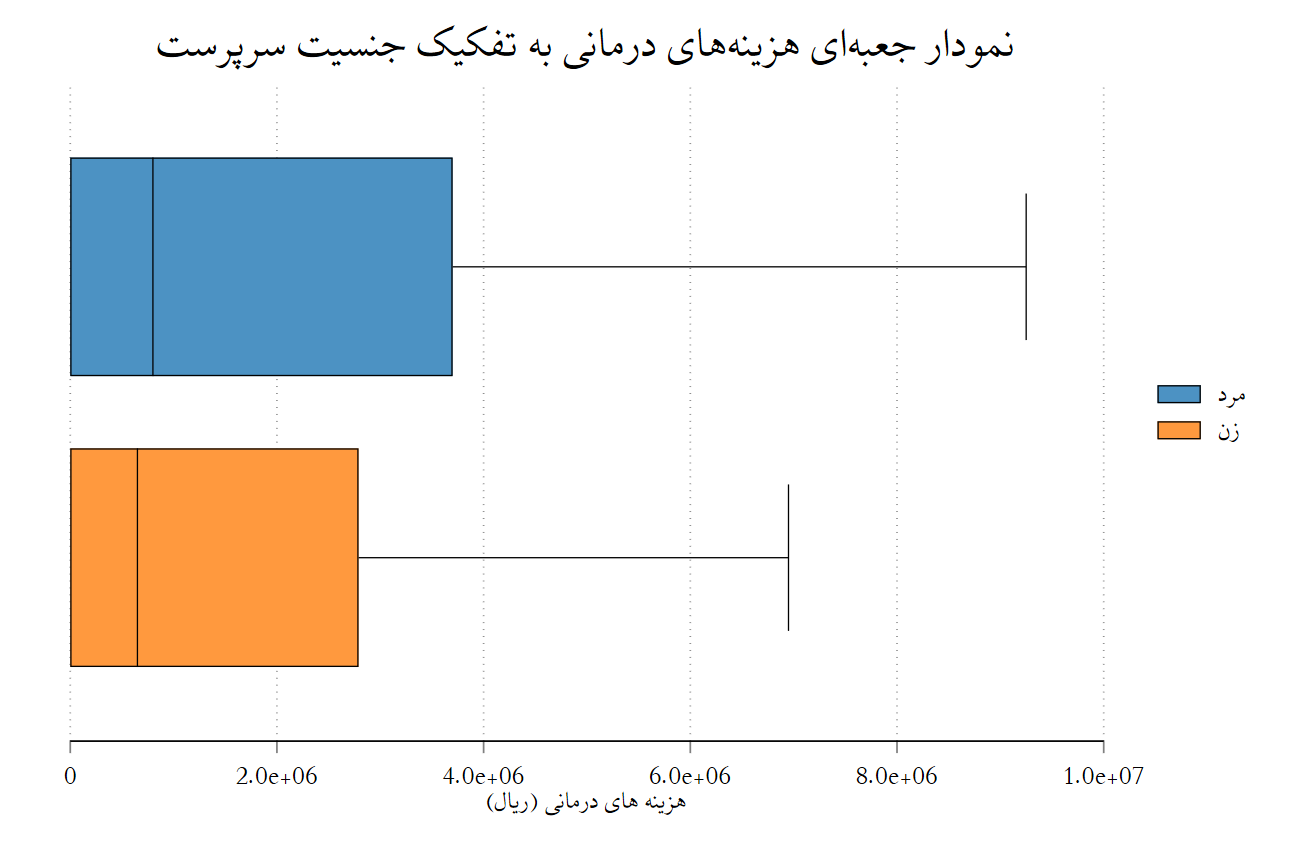 نمودار جعبه‌ای هزینه‌های درمانی به تفکیک جنسیت سرپرست
مرد
زن
0 2.0e+06 4.0e+06 6.0e+06 8.0e+06 1.0e+07
هزینه های درمانی (ریال)